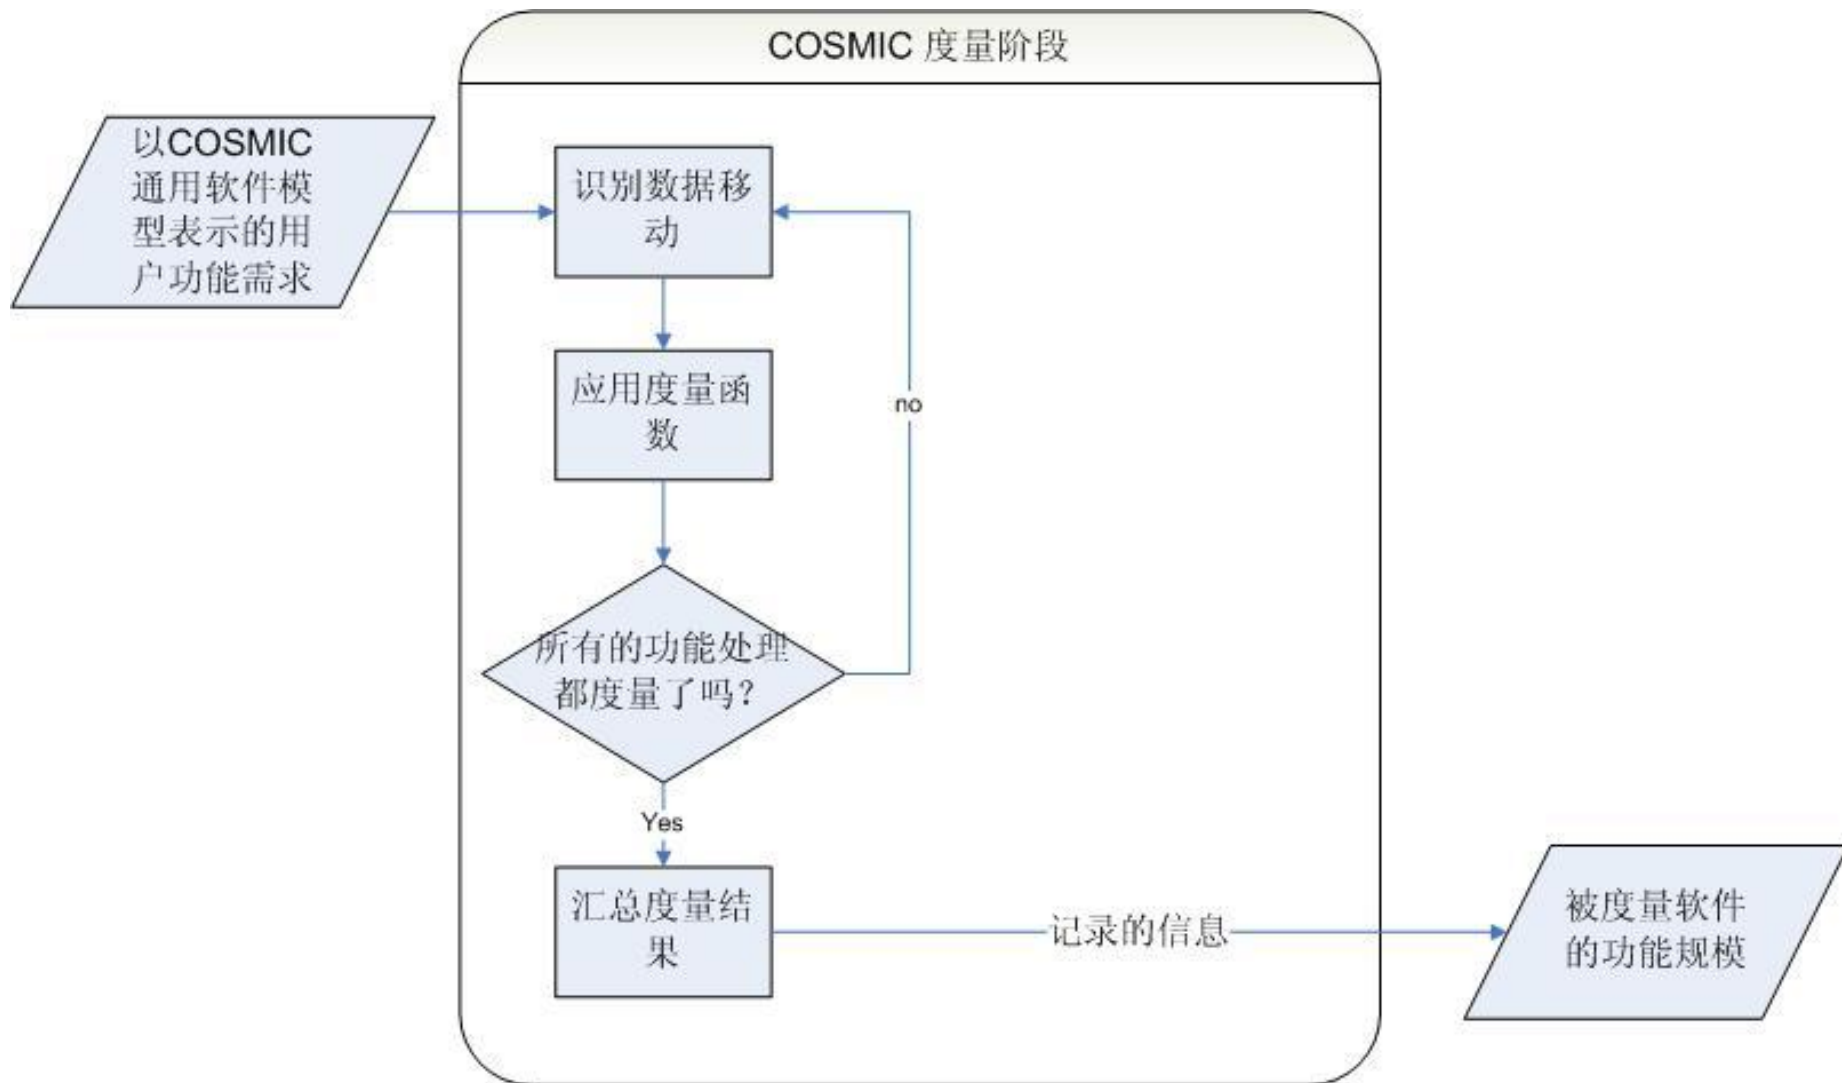 COSMIC 度量阶段
以COSMIC
通用软件模
型表示的用
户功能需求
识别数据移
动
应用度量函
数
no
所有的功能处理
都度量了吗？
Yes
汇总度量结
果
记录的信息
被度量软件
的功能规模